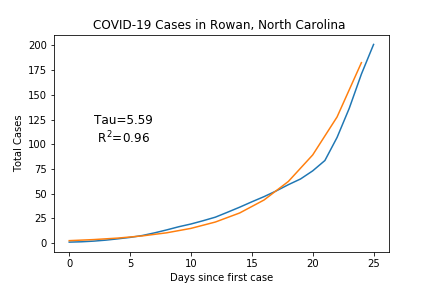 COVID-19 Cases in Rowan, North Carolina
200
175
150
125
100
75
50
25
0
Total Cases
Tau=5.59
R²=0.96
0 5 10 15 20 25
Days since first case